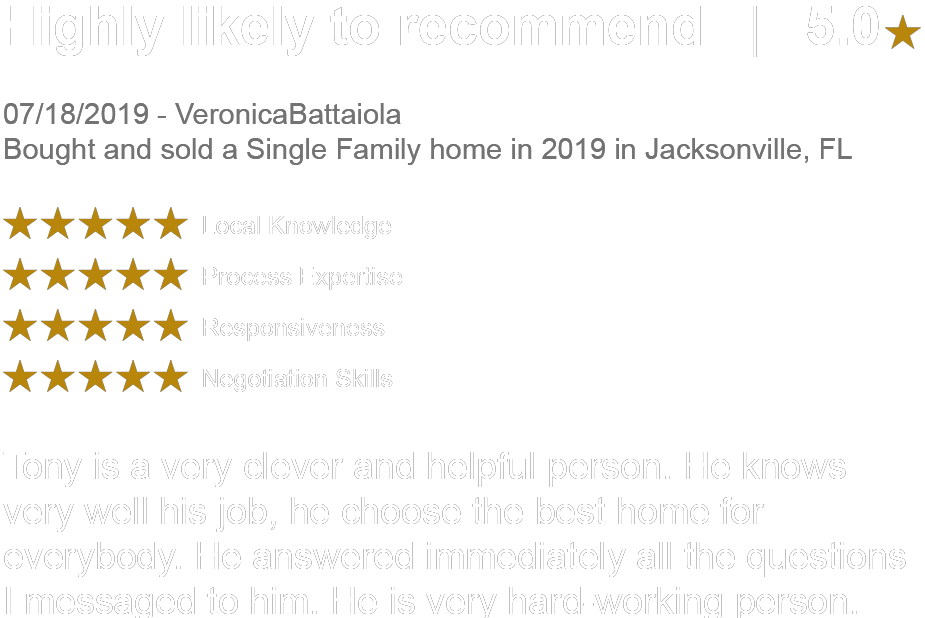 Highly likely to recommend | 5.0★
07/18/2019 - VeronicaBattaiola
Bought and sold a Single Family home in 2019 in Jacksonville, FL
★★★★★ Local Knowledge
★★★★★ Process Expertise
★★★★★ Responsiveness
★★★★★ Negotiation Skills
Tony is a very clever and helpful person. He knows
very well his job, he choose the best home for
everybody. He answered immediately all the questions
I messaged to him. He is very hard-working person.